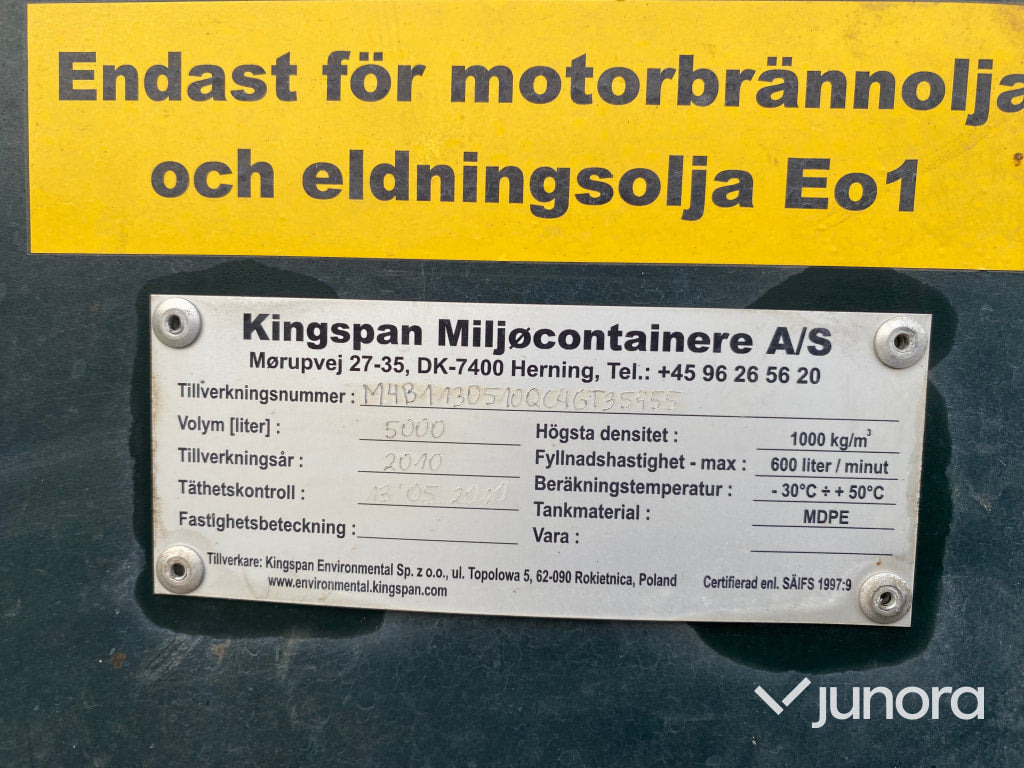 Endast för motorbrännolja
och eldningsolja Eo1
Kingspan Miljøcontainere A/S
Mørupvej 27-35, DK-7400 Herning, Tel.: +45 96 26 56 20
Tillverkningsnummer :
Volym [liter] : 5000
Tillverkningsår : 2010
Täthetskontroll : 13 05 2010
Fastighetsbeteckning :
Högsta densitet : 1000 kg/m³
Fyllnadshastighet - max : 600 liter / minut
Beräkningstemperatur : - 30°C ÷ + 50°C
Tankmaterial : MDPE
Vara :
Tillverkare: Kingspan Environmental Sp. z o.o., ul. Topolowa 5, 62-090 Rokietnica, Poland
www.environmental.kingspan.com
Certifierad enl. SÄIFS 1997:9
junora